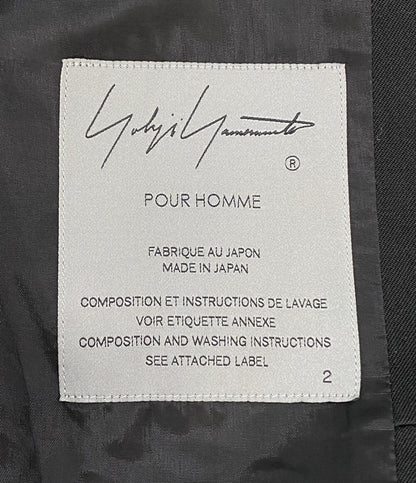 Yohji Yamamoto
®
POUR HOMME
FABRIQUE AU JAPON
MADE IN JAPAN
COMPOSITION ET INSTRUCTIONS DE LAVAGE
VOIR ETIQUETTE ANNEXE
COMPOSITION AND WASHING INSTRUCTIONS
SEE ATTACHED LABEL
2